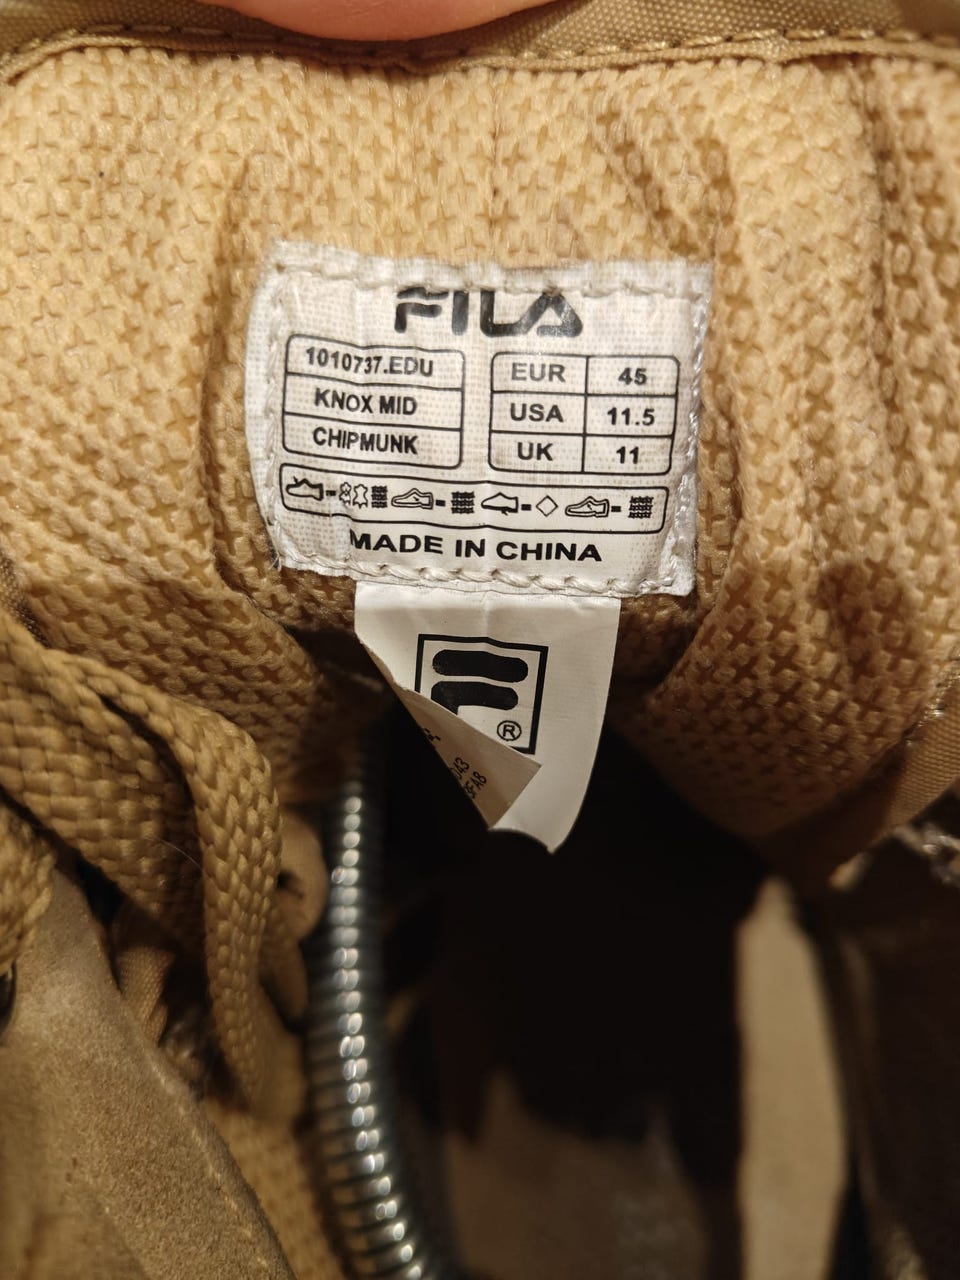 FILA
1010737.EDU
KNOX MID
CHIPMUNK
EUR 45
USA 11.5
UK 11
MADE IN CHINA
F
®